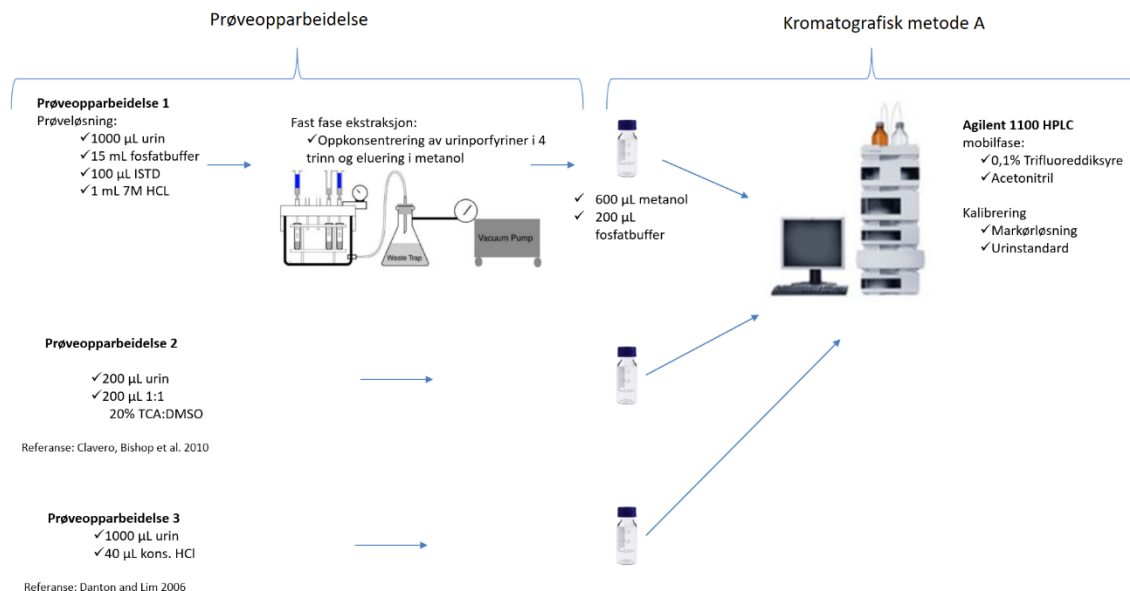 Prøveopparbeidelse
Kromatografisk metode A
Prøveopparbeidelse 1
Prøveløsning:
✓1000 µL urin
✓15 mL fosfatbuffer
✓100 µL ISTD
✓1 mL 7M HCL
Fast fase ekstraksjon:
✓Oppkonsentrering av urinporfyriner i 4
trinn og eluering i metanol
Waste Trap
Vacuum Pump
✓ 600 µL metanol
✓ 200 µL
fosfatbuffer
Agilent 1100 HPLC
mobilfase:
✓0,1% Trifluoreddiksyre
✓Acetonitril
Kalibrering
✓Markørløsning
✓Urinstandard
Prøveopparbeidelse 2
✓200 µL urin
✓200 µL 1:1
20% TCA:DMSO
Referanse: Clavero, Bishop et al. 2010
Prøveopparbeidelse 3
✓1000 µL urin
✓40 µL kons. HCl
Referanse: Danton and Lim 2006